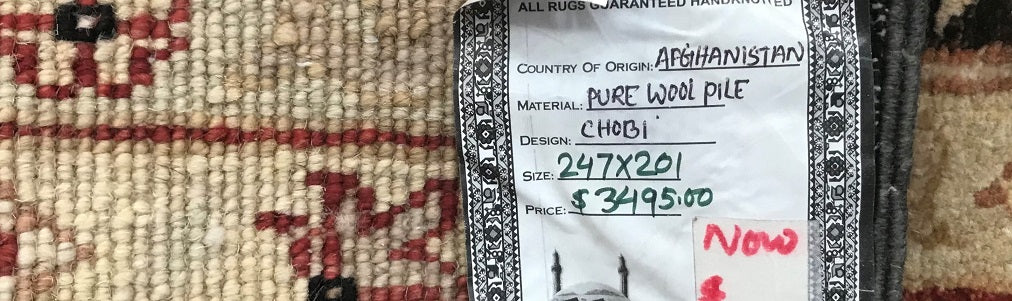 ALL RUGS GUARANTEED HANDKNOTTED
COUNTRY OF ORIGIN: AFGHANISTAN
MATERIAL: PURE WOOL PILE
DESIGN: CHOBI
SIZE: 247X201
PRICE: $3495.00
NOW
$